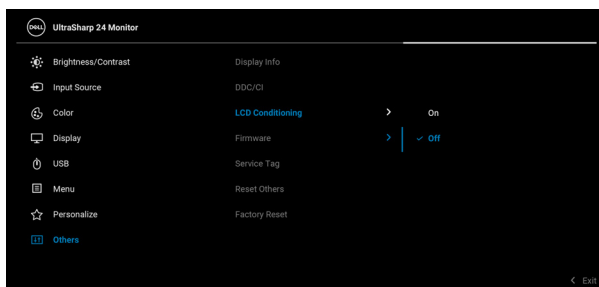 DELL UltraSharp 24 Monitor
Brightness/Contrast Display Info
Input Source DDC/CI
Color LCD Conditioning > On
Display Firmware > ✓ Off
USB Service Tag
Menu Reset Others
Personalize Factory Reset
Others
< Exit